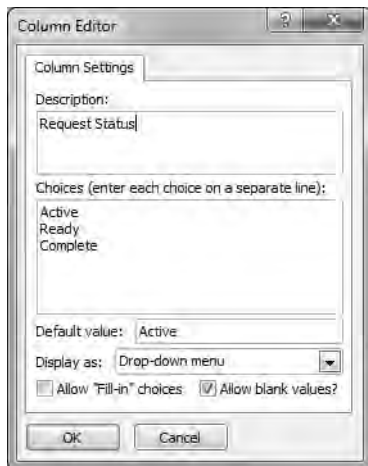 Column Editor
Column Settings
Description:
Request Status
Choices (enter each choice on a separate line):
Active
Ready
Complete
Default value: Active
Display as: Drop-down menu
Allow "Fill-in" choices Allow blank values?
OK Cancel